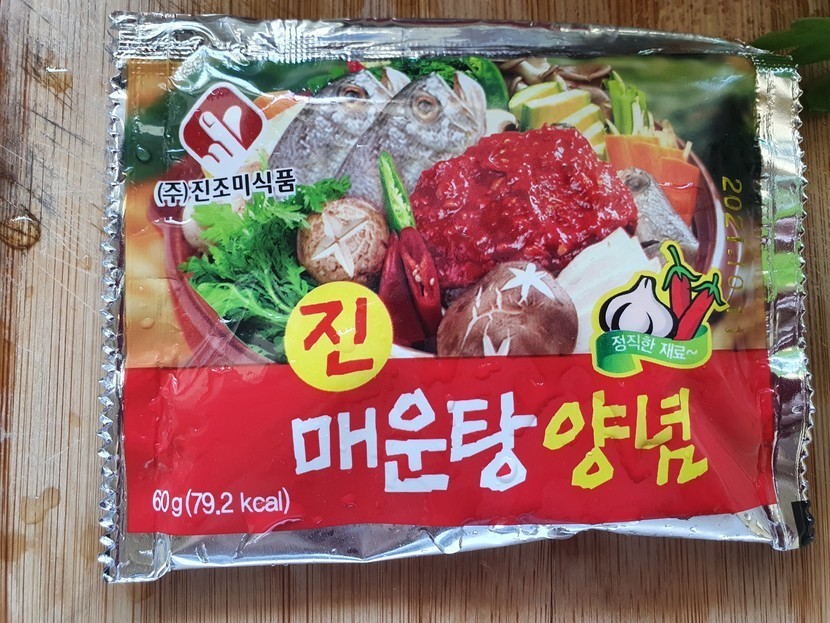 (주)진조미식품
정직한 재료~
진
매운탕 양념
60g (79.2 kcal)